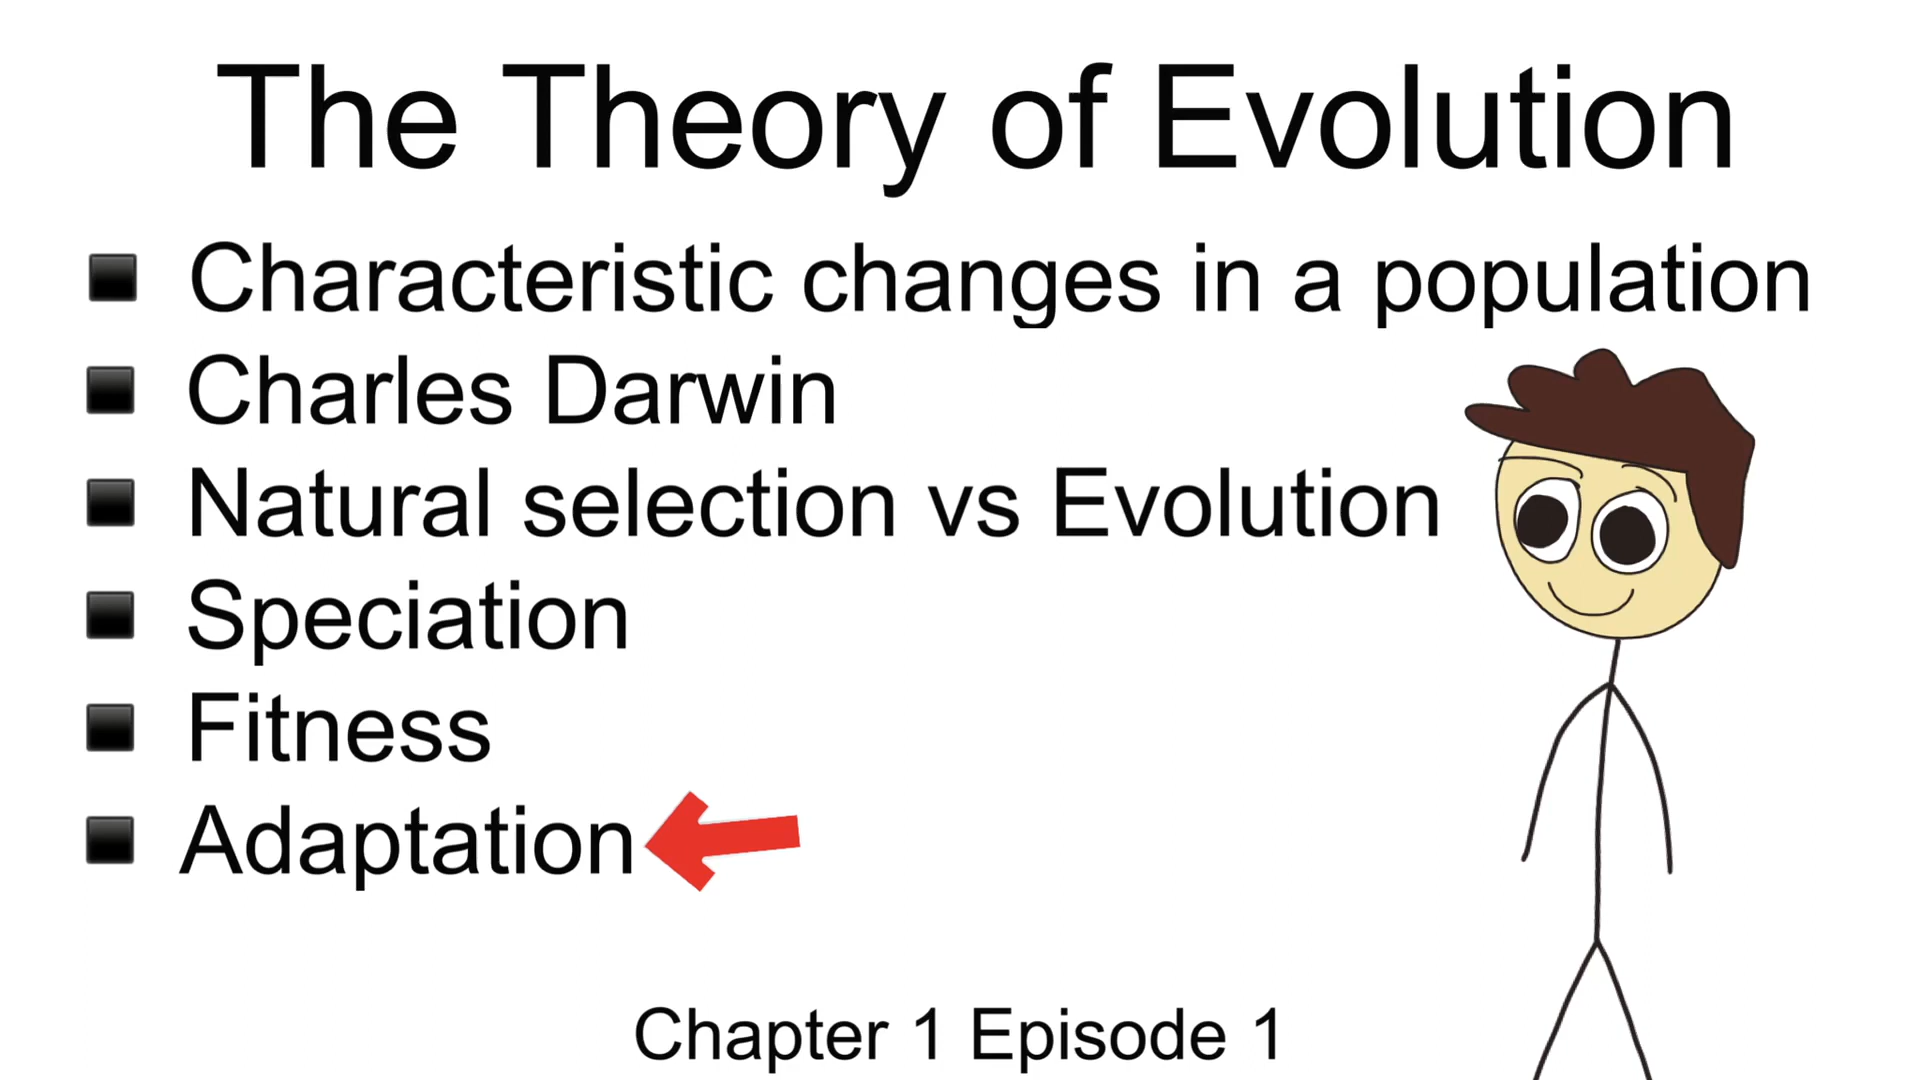 The Theory of Evolution
Characteristic changes in a population
Charles Darwin
Natural selection vs Evolution
Speciation
Fitness
Adaptation
Chapter 1 Episode 1